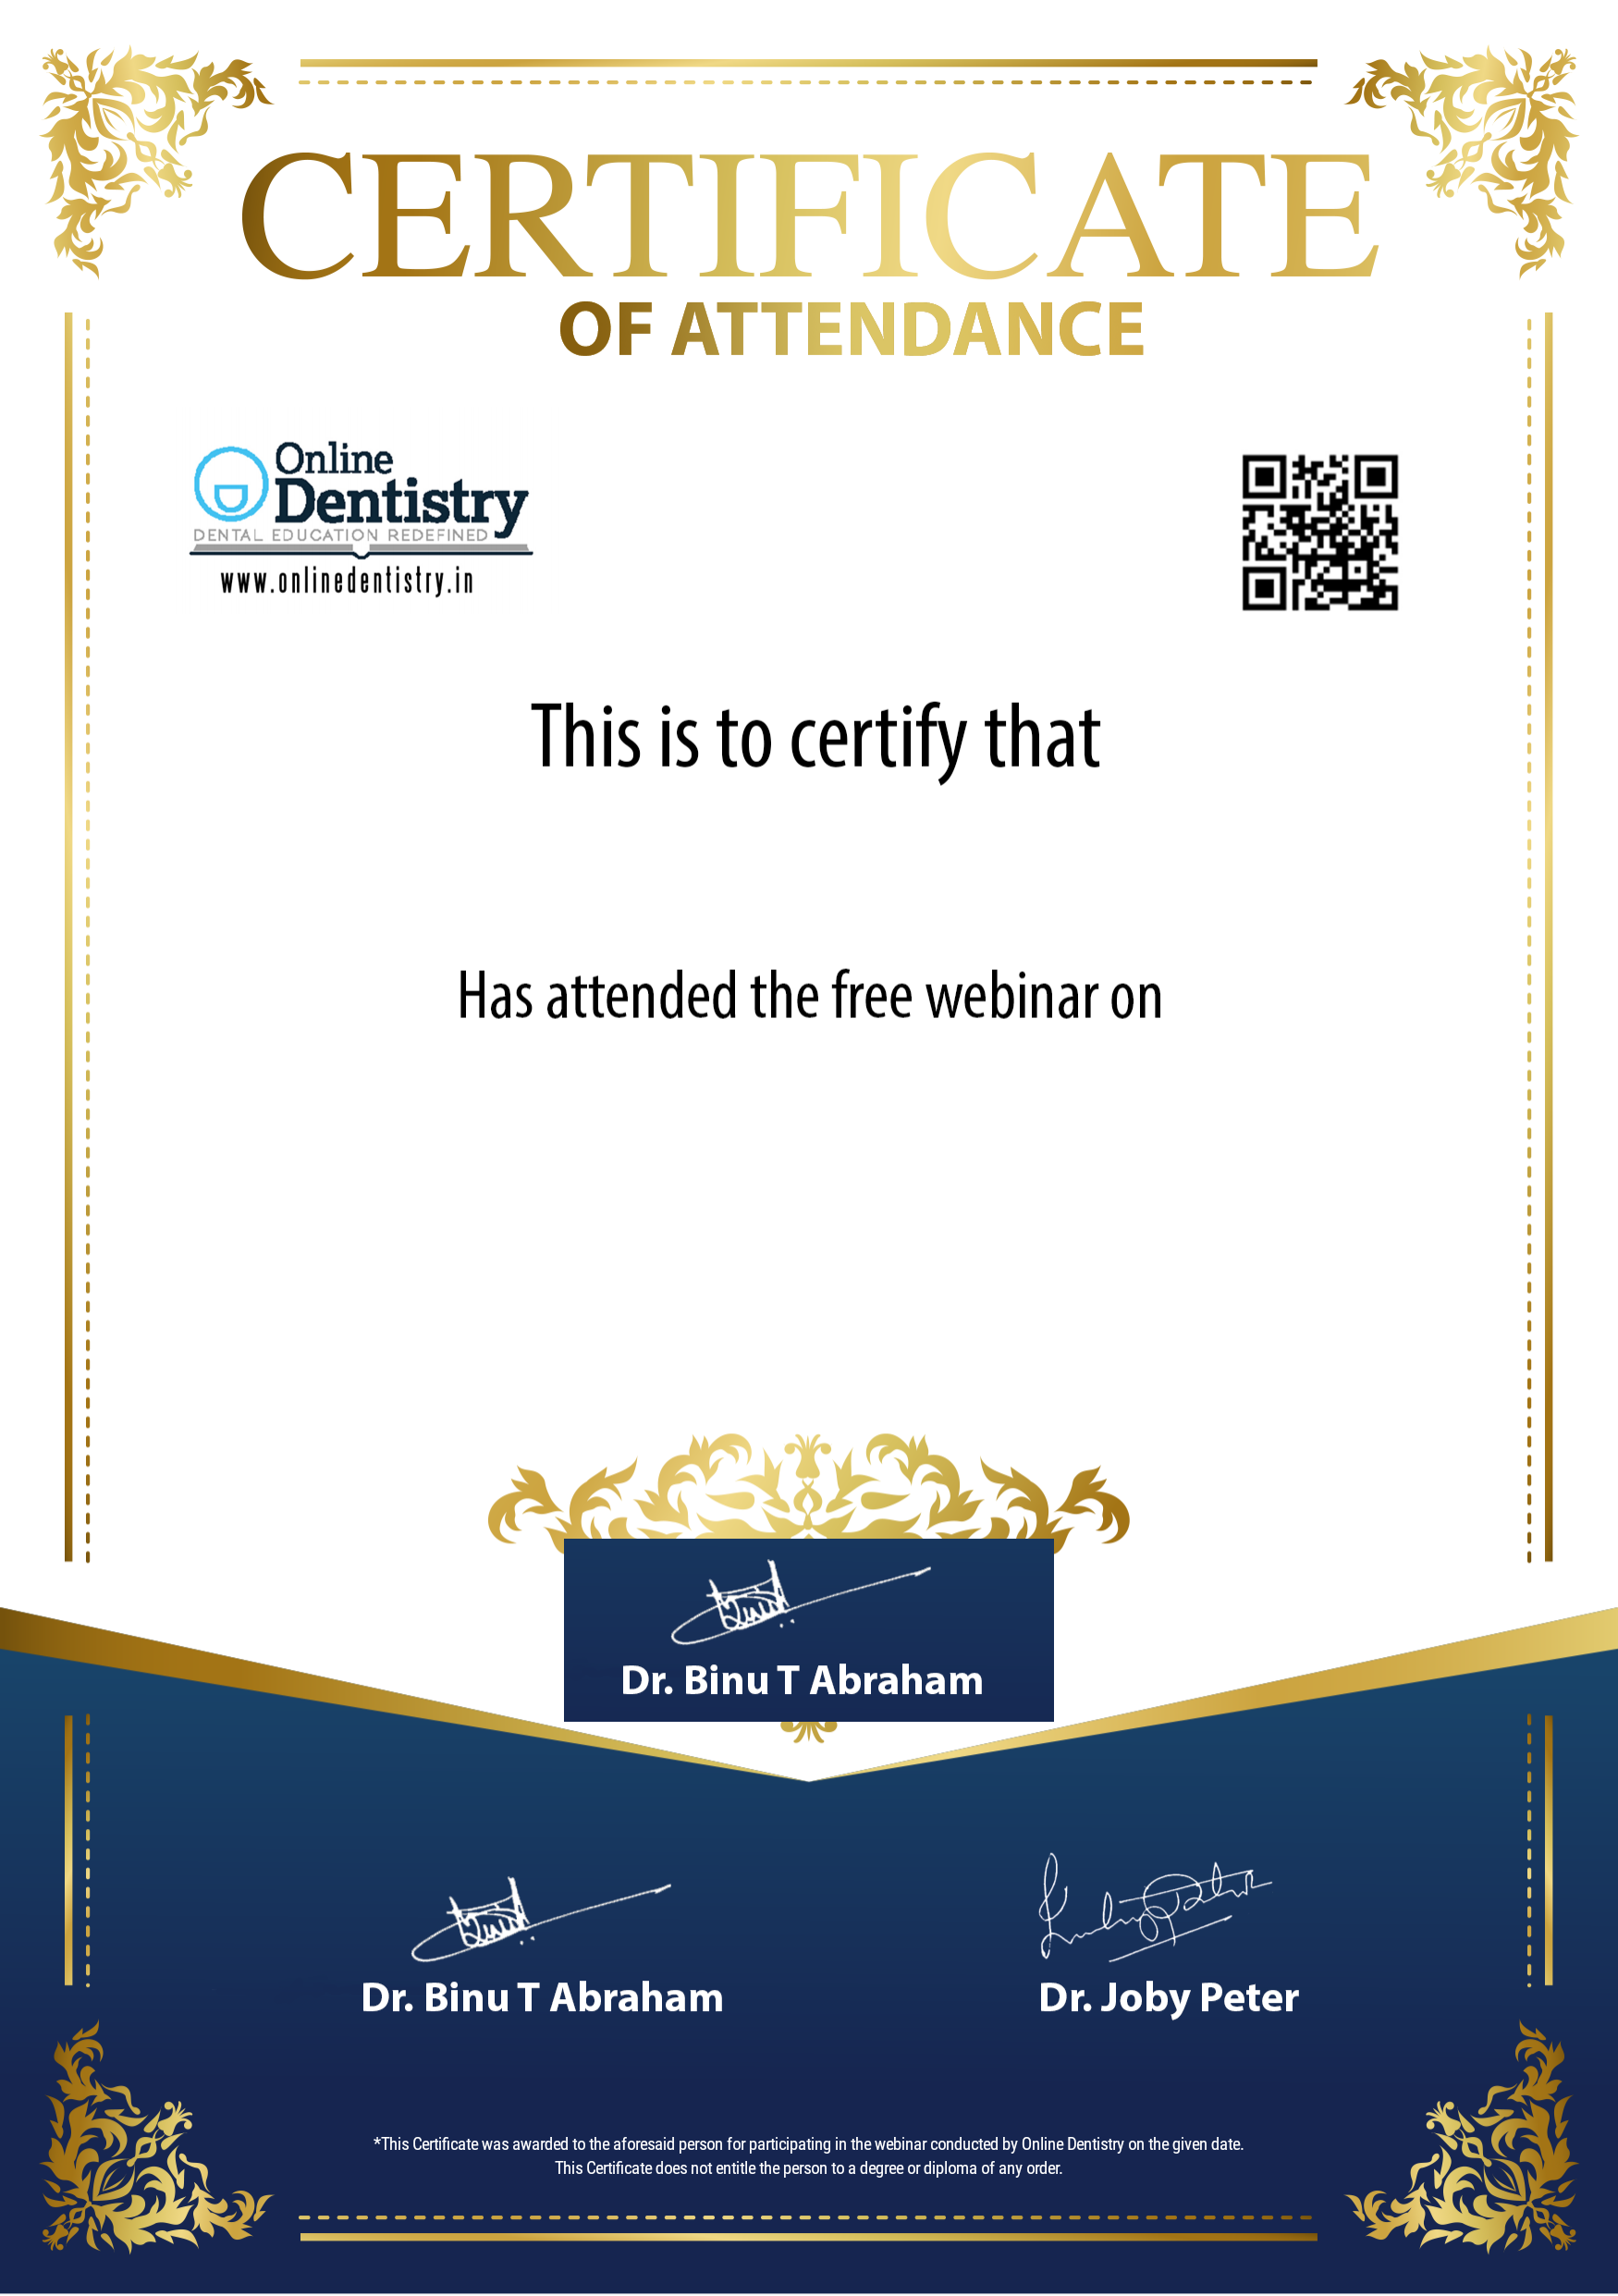 CERTIFICATE
OF ATTENDANCE
Online
Dentistry
DENTAL EDUCATION REDEFINED
www.onlinedentistry.in
This is to certify that
Has attended the free webinar on
Dr. Binu T Abraham
Dr. Binu T Abraham
Dr. Joby Peter
*This Certificate was awarded to the aforesaid person for participating in the webinar conducted by Online Dentistry on the given date.
This Certificate does not entitle the person to a degree or diploma of any order.